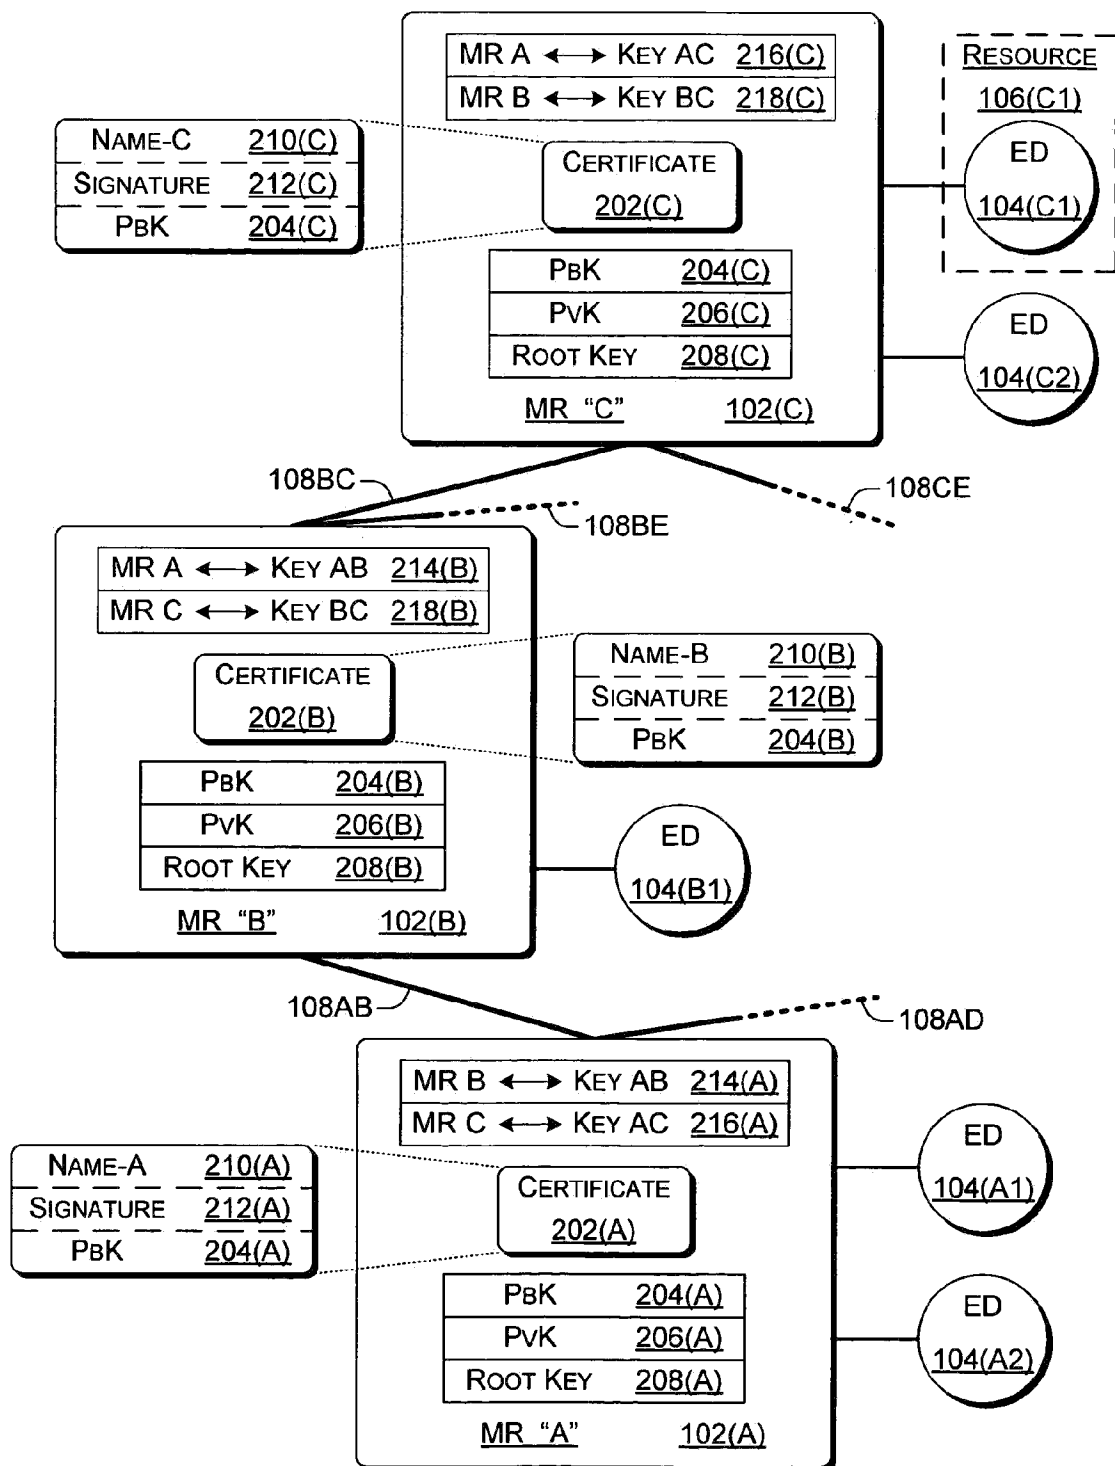 MR A ⟷ KEY AC 216(C)
MR B ⟷ KEY BC 218(C)
RESOURCE
106(C1)
ED
104(C1)
NAME-C 210(C)
SIGNATURE 212(C)
PBK 204(C)
CERTIFICATE
202(C)
PBK 204(C)
PVK 206(C)
ROOT KEY 208(C)
MR "C" 102(C)
ED
104(C2)
108BC
108CE
108BE
MR A ⟷ KEY AB 214(B)
MR C ⟷ KEY BC 218(B)
CERTIFICATE
202(B)
NAME-B 210(B)
SIGNATURE 212(B)
PBK 204(B)
PBK 204(B)
PVK 206(B)
ROOT KEY 208(B)
MR "B" 102(B)
ED
104(B1)
108AB
108AD
MR B ⟷ KEY AB 214(A)
MR C ⟷ KEY AC 216(A)
NAME-A 210(A)
SIGNATURE 212(A)
PBK 204(A)
CERTIFICATE
202(A)
PBK 204(A)
PVK 206(A)
ROOT KEY 208(A)
MR "A" 102(A)
ED
104(A1)
ED
104(A2)